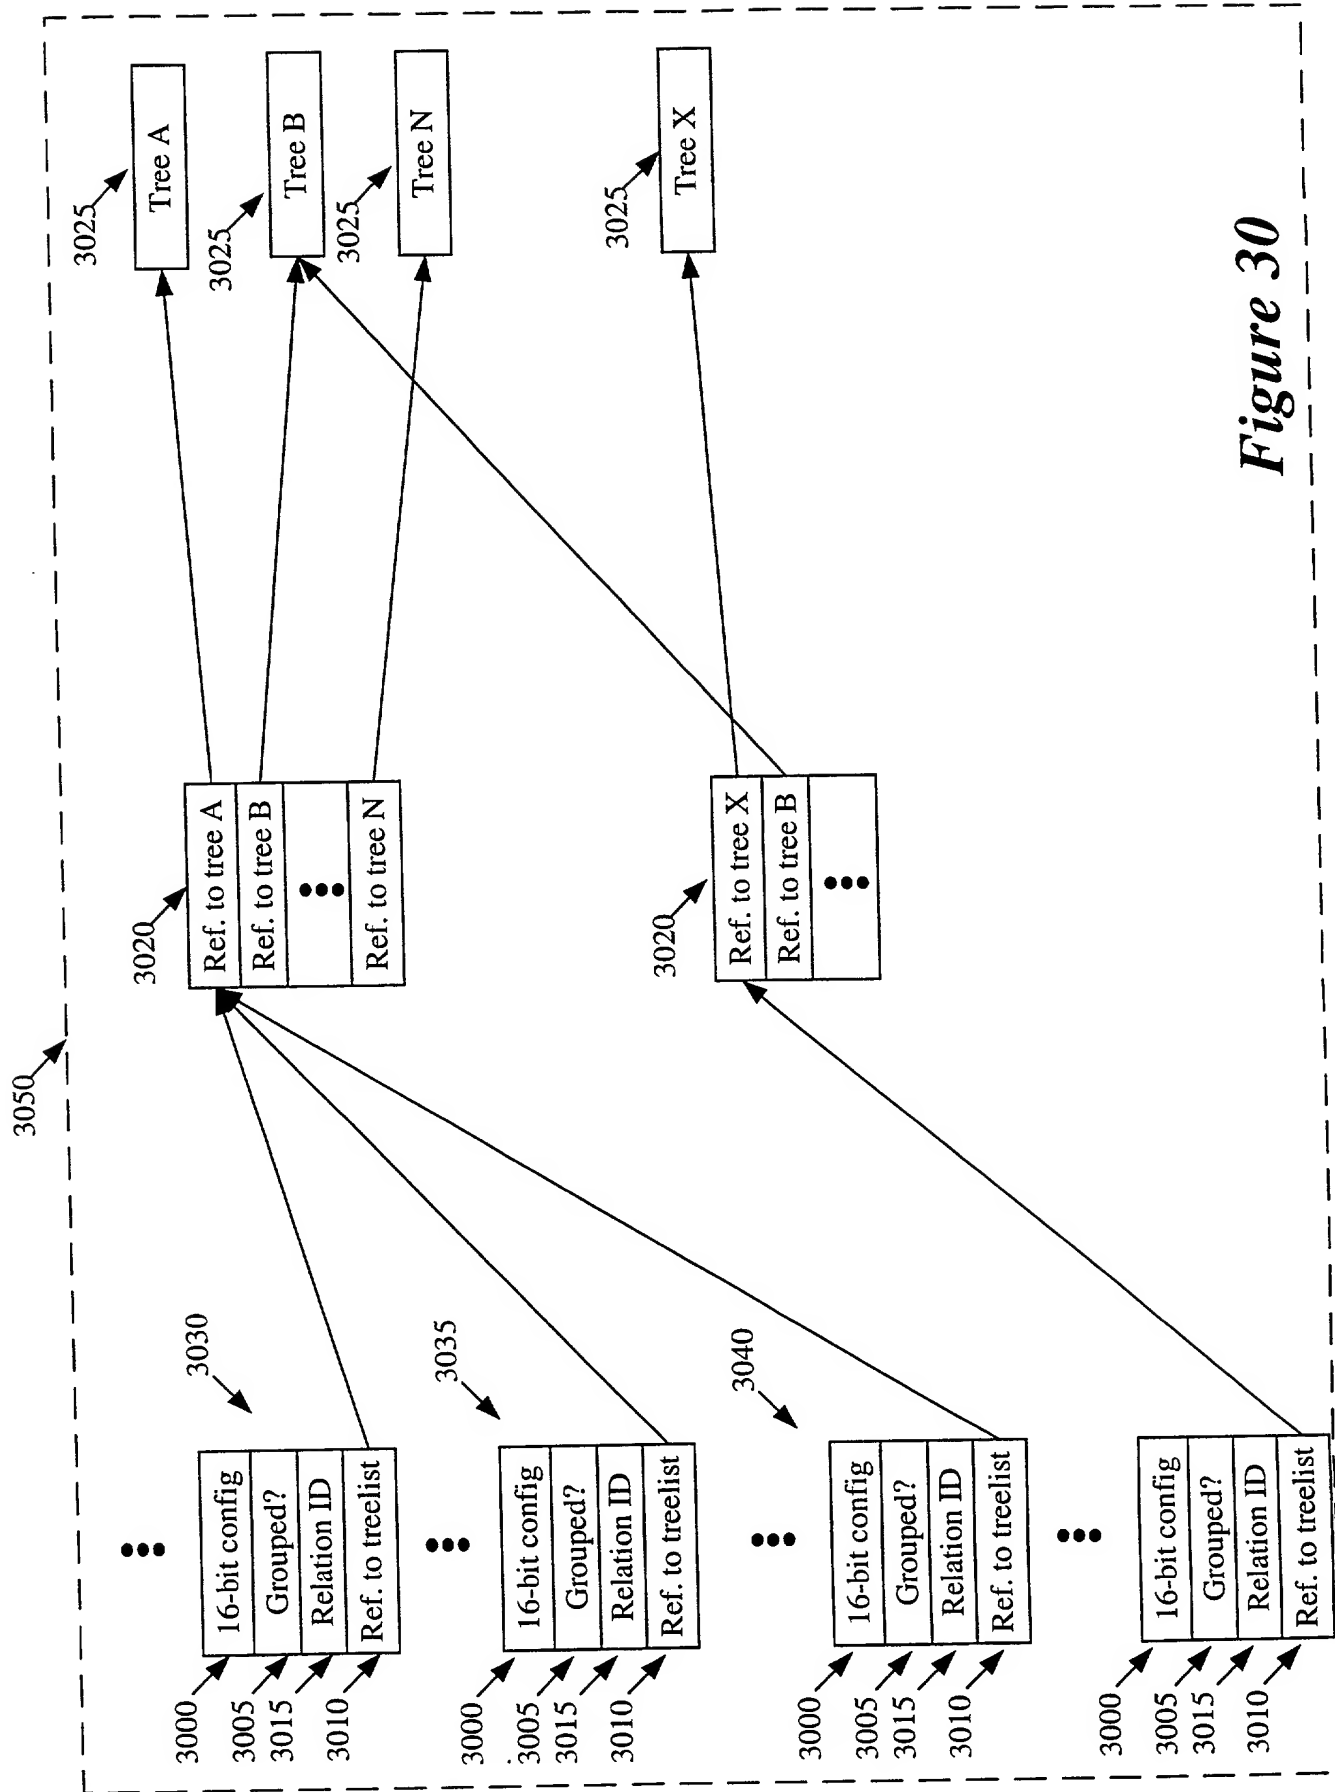 3050
•••
3000
3005
3015
3010
16-bit config
Grouped?
Relation ID
Ref. to treelist
3030
•••
3000
3005
3015
3010
16-bit config
Grouped?
Relation ID
Ref. to treelist
3035
•••
3000
3005
3015
3010
16-bit config
Grouped?
Relation ID
Ref. to treelist
3040
•••
3000
3005
3015
3010
16-bit config
Grouped?
Relation ID
Ref. to treelist
3020
Ref. to tree A
Ref. to tree B
•••
Ref. to tree N
3020
Ref. to tree X
Ref. to tree B
•••
3025
Tree A
3025
Tree B
3025
Tree N
3025
Tree X
Figure 30